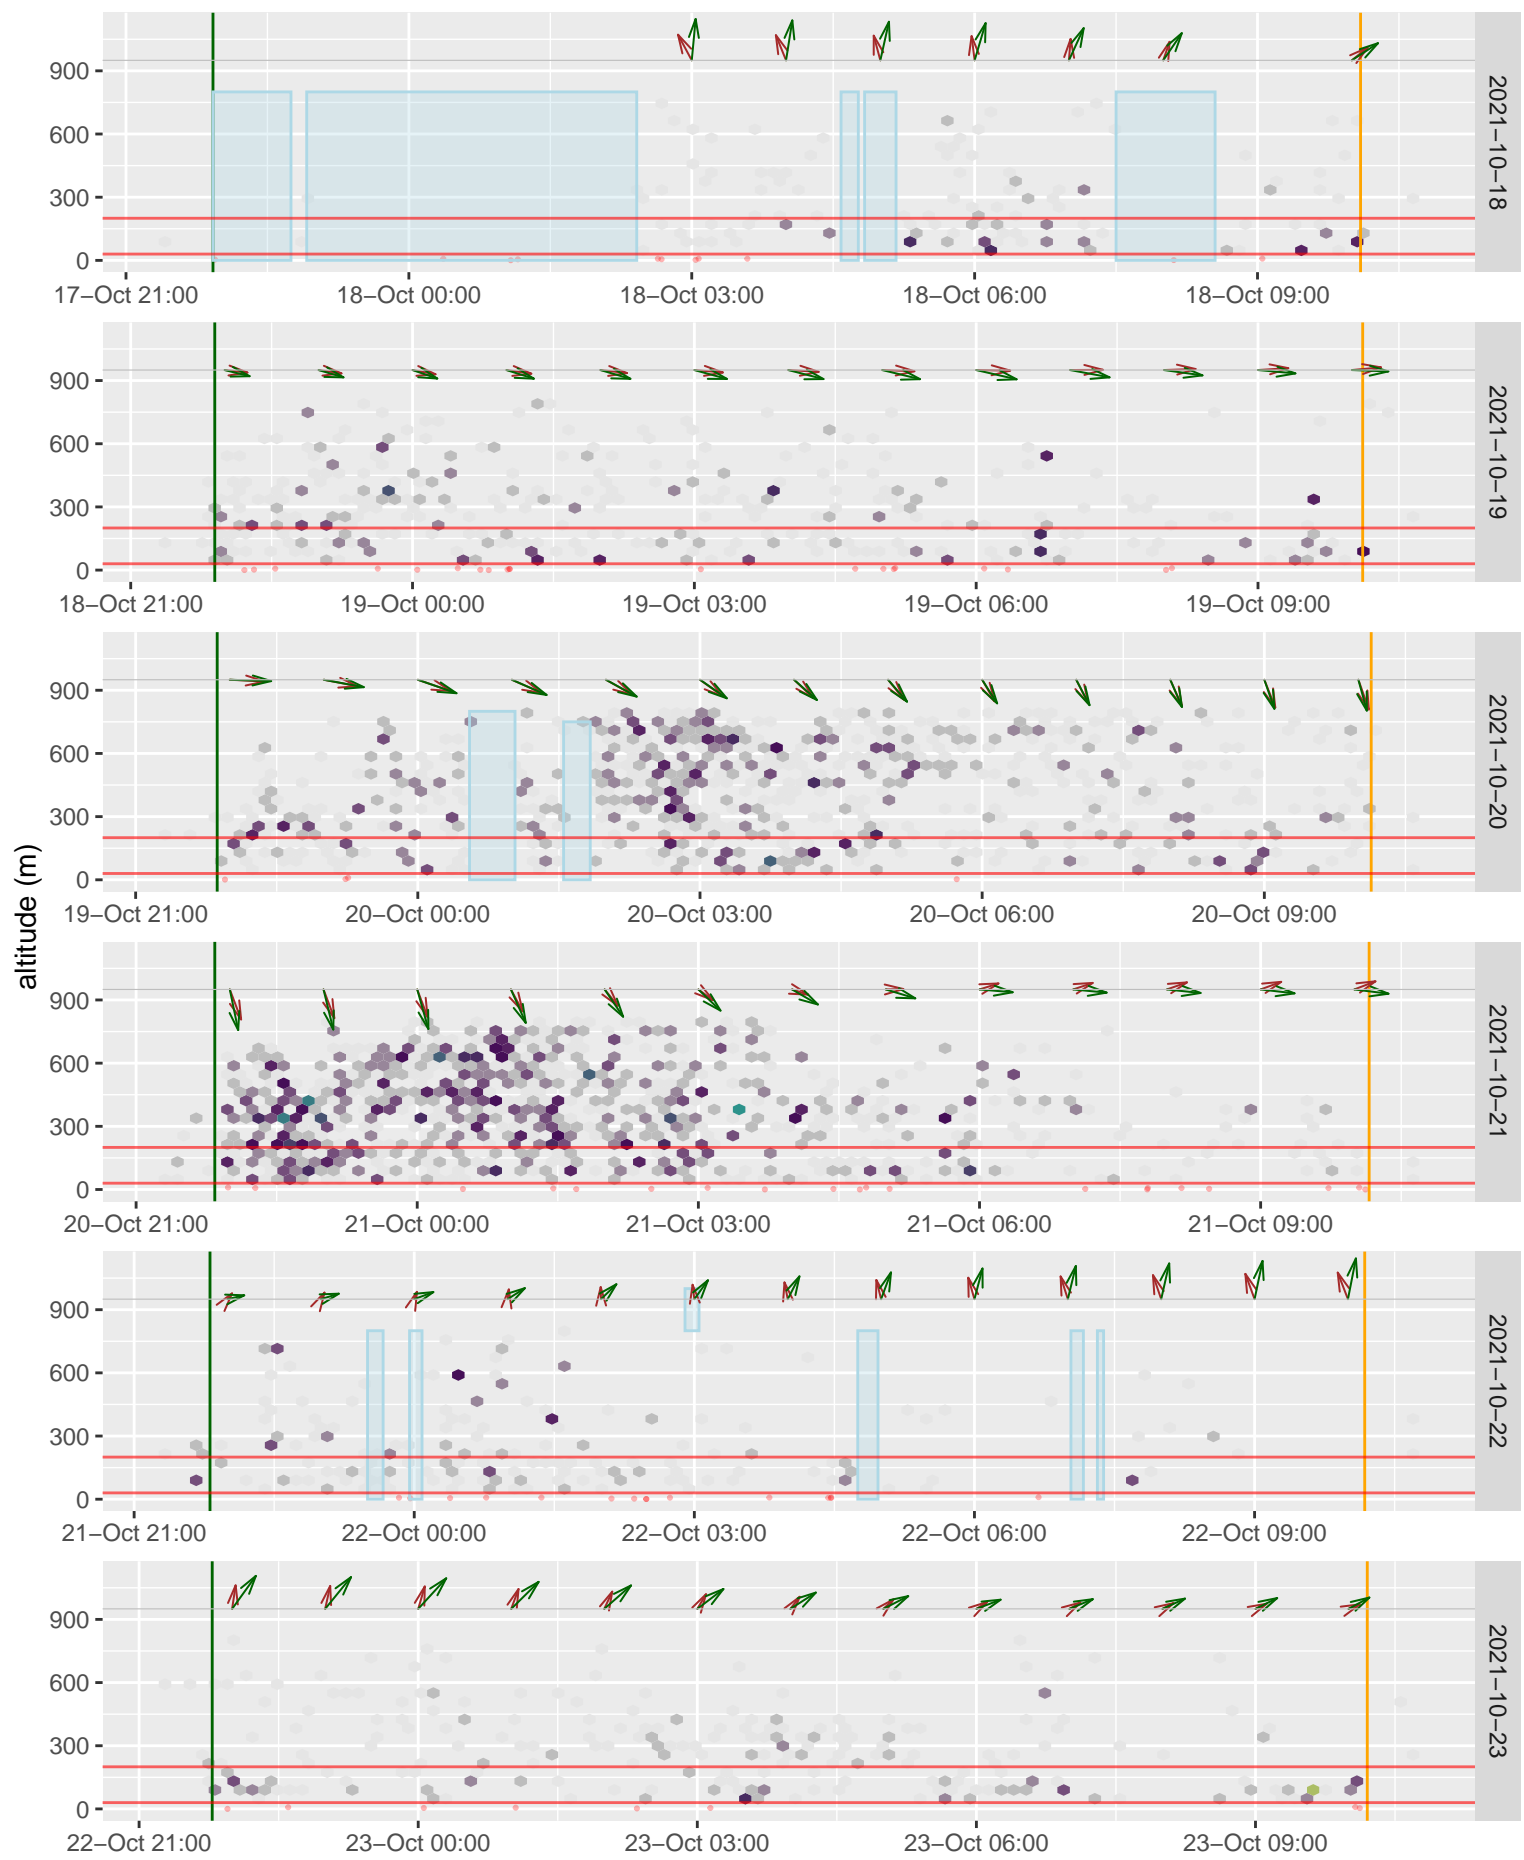 900
600
300
0
2021−10−18
17−Oct 21:00
18−Oct 00:00
18−Oct 03:00
18−Oct 06:00
18−Oct 09:00
900
600
300
0
2021−10−19
18−Oct 21:00
19−Oct 00:00
19−Oct 03:00
19−Oct 06:00
19−Oct 09:00
900
600
300
0
2021−10−20
19−Oct 21:00
20−Oct 00:00
20−Oct 03:00
20−Oct 06:00
20−Oct 09:00
altitude (m)
900
600
300
0
2021−10−21
20−Oct 21:00
21−Oct 00:00
21−Oct 03:00
21−Oct 06:00
21−Oct 09:00
900
600
300
0
2021−10−22
21−Oct 21:00
22−Oct 00:00
22−Oct 03:00
22−Oct 06:00
22−Oct 09:00
900
600
300
0
2021−10−23
22−Oct 21:00
23−Oct 00:00
23−Oct 03:00
23−Oct 06:00
23−Oct 09:00